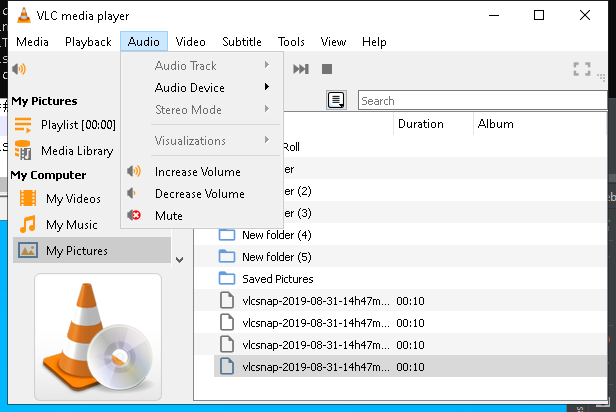 VLC media player
Media Playback Audio Video Subtitle Tools View Help
Audio Track
Audio Device
Stereo Mode
Visualizations
Increase Volume
Decrease Volume
Mute
My Pictures
Playlist [00:00]
Media Library
My Computer
My Videos
My Music
My Pictures
Search
Duration Album
Roll
(2)
(3)
New folder (4)
New folder (5)
Saved Pictures
vlcsnap-2019-08-31-14h47m... 00:10
vlcsnap-2019-08-31-14h47m... 00:10
vlcsnap-2019-08-31-14h47m... 00:10
vlcsnap-2019-08-31-14h47m... 00:10